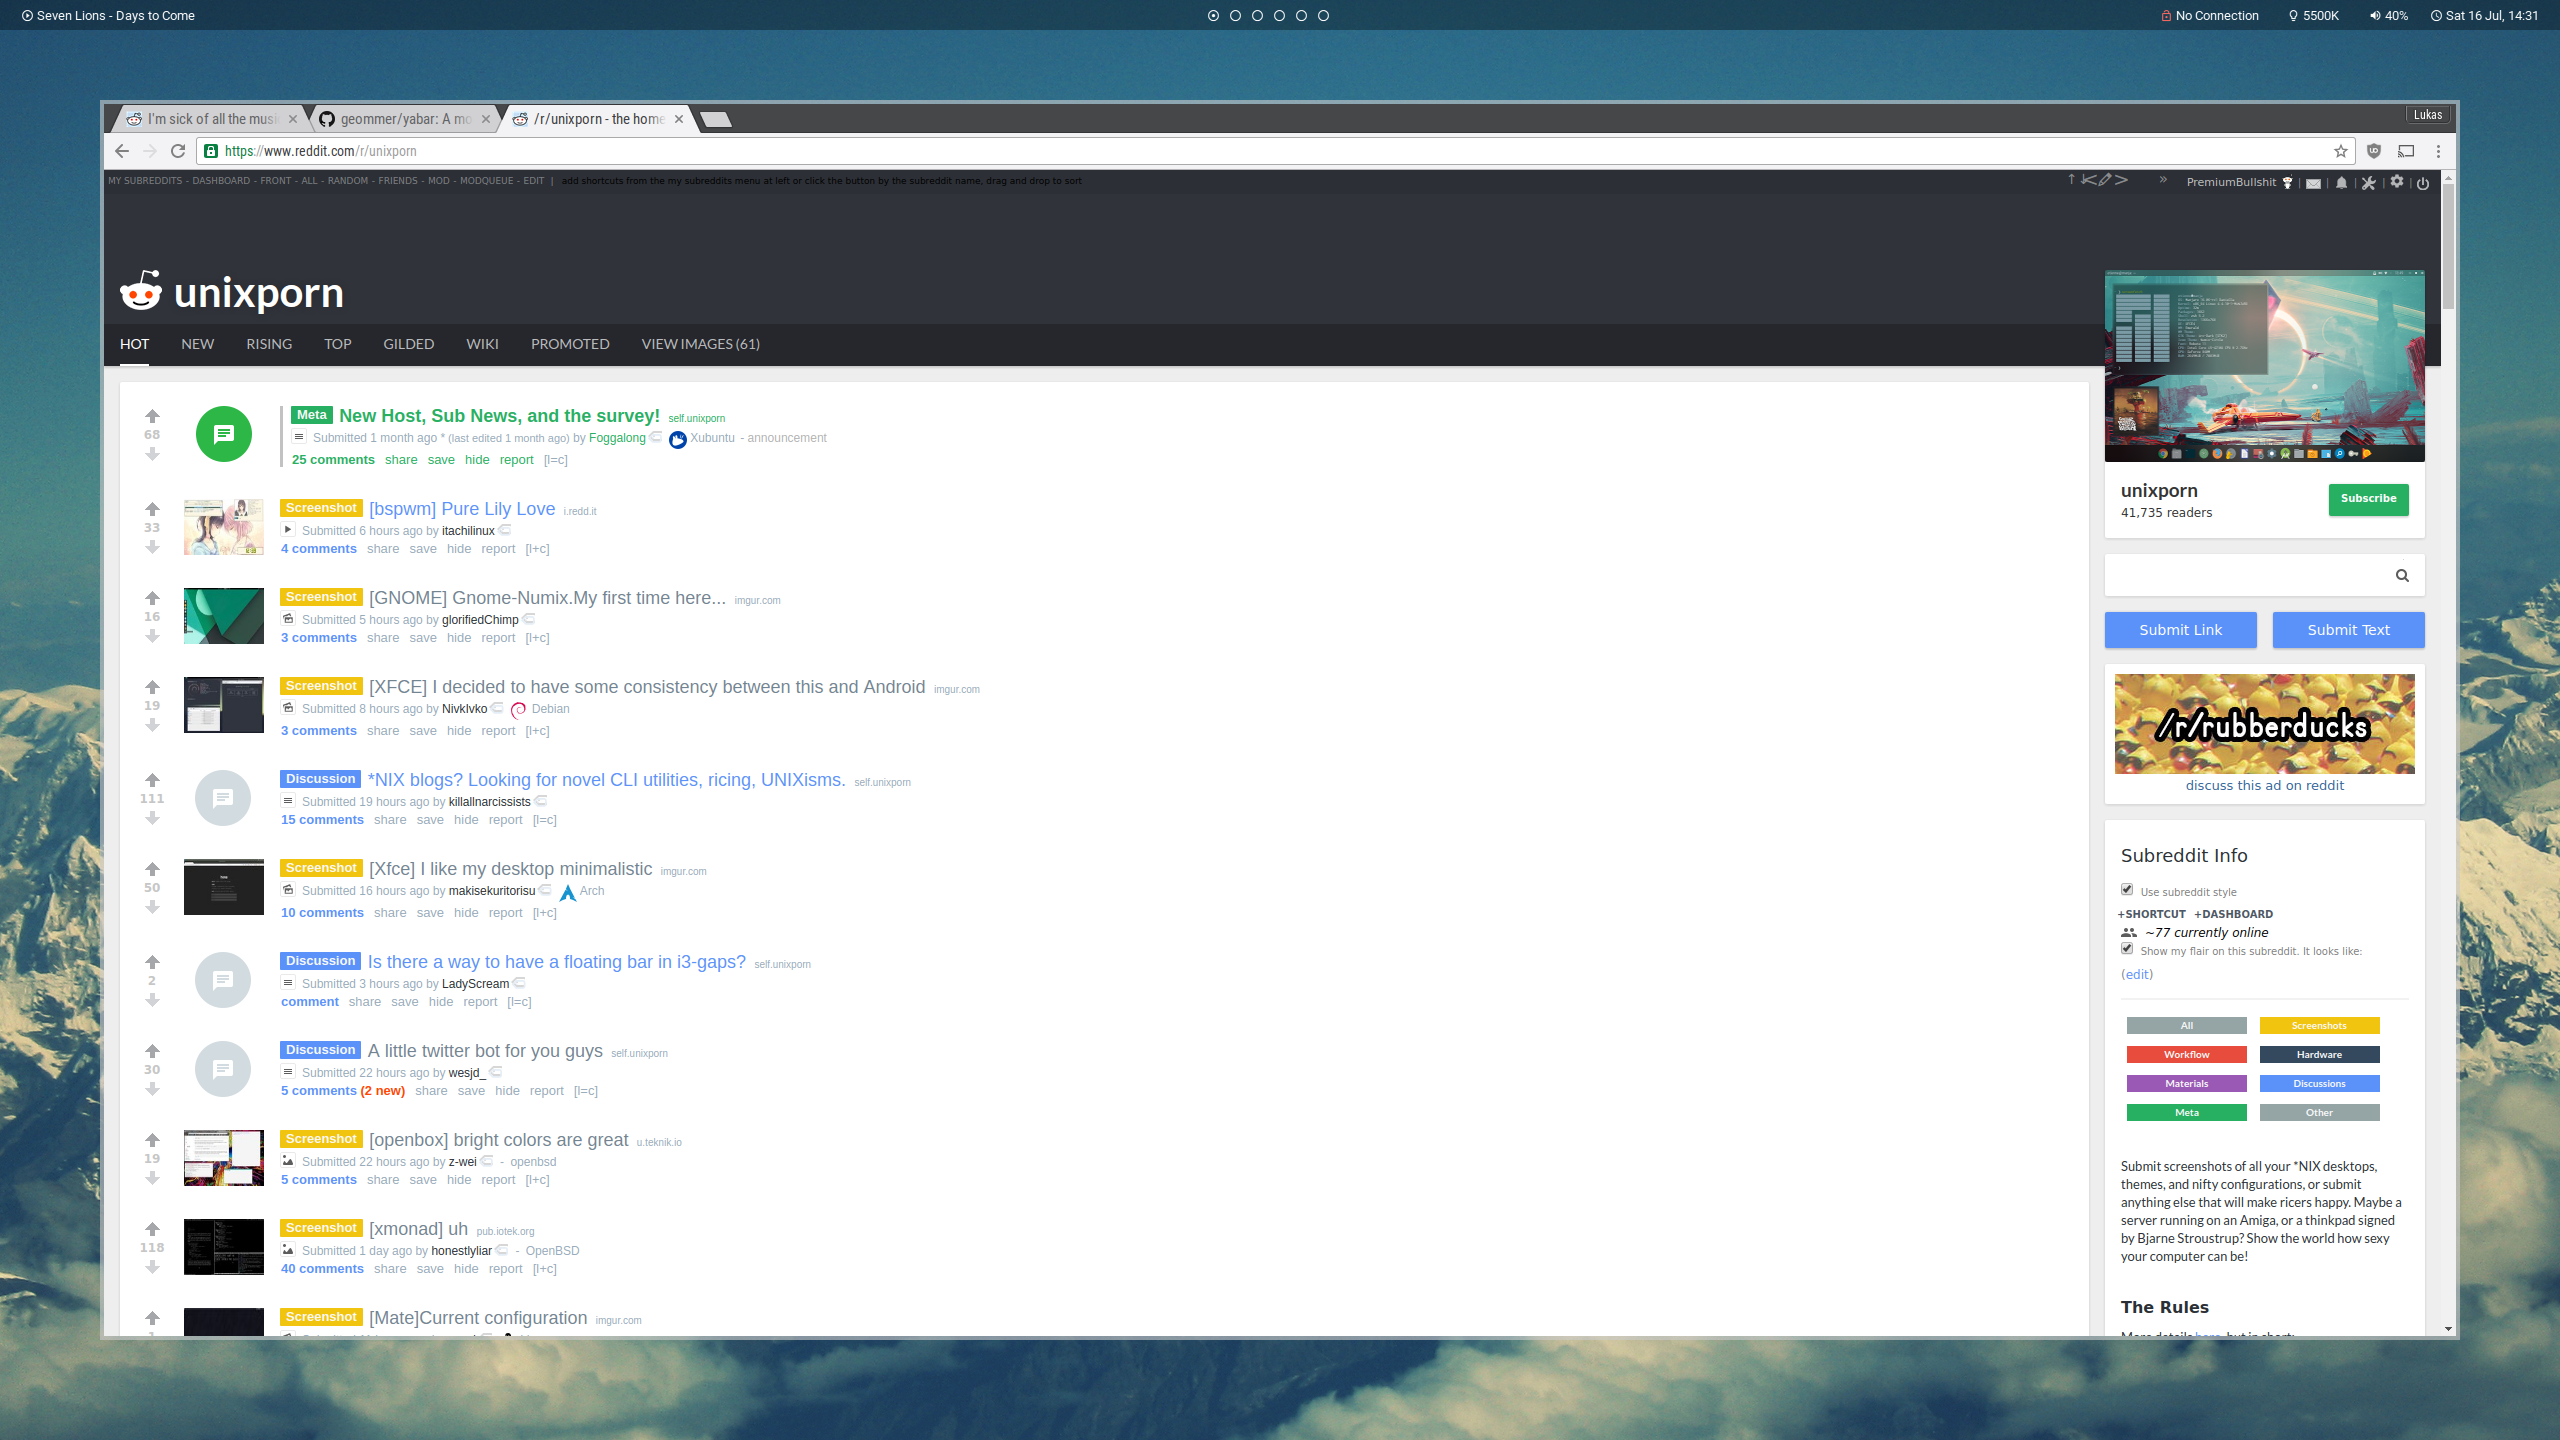 Seven Lions - Days to Come
No Connection 5500K 40% Sat 16 Jul, 14:31
I'm sick of all the musi geommer/yabar: A mo /r/unixporn - the home Lukas
https://www.reddit.com/r/unixporn
MY SUBREDDITS - DASHBOARD - FRONT - ALL - RANDOM - FRIENDS - MOD - MODQUEUE - EDIT | add shortcuts from the my subreddits menu at left or click the button by the subreddit name, drag and drop to sort
PremiumBullshit
unixporn
HOT NEW RISING TOP GILDED WIKI PROMOTED VIEW IMAGES (61)
68
Meta New Host, Sub News, and the survey! self.unixporn
Submitted 1 month ago * (last edited 1 month ago) by Foggalong Xubuntu - announcement
25 comments share save hide report [l=c]
33
Screenshot [bspwm] Pure Lily Love i.redd.it
Submitted 6 hours ago by itachilinux
4 comments share save hide report [l+c]
16
Screenshot [GNOME] Gnome-Numix.My first time here... imgur.com
Submitted 5 hours ago by glorifiedChimp
3 comments share save hide report [l+c]
19
Screenshot [XFCE] I decided to have some consistency between this and Android imgur.com
Submitted 8 hours ago by NivkIvko Debian
3 comments share save hide report [l+c]
111
Discussion *NIX blogs? Looking for novel CLI utilities, ricing, UNIXisms. self.unixporn
Submitted 19 hours ago by killallnarcissists
15 comments share save hide report [l=c]
50
Screenshot [Xfce] I like my desktop minimalistic imgur.com
Submitted 16 hours ago by makisekuritorisu Arch
10 comments share save hide report [l+c]
2
Discussion Is there a way to have a floating bar in i3-gaps? self.unixporn
Submitted 3 hours ago by LadyScream
comment share save hide report [l=c]
30
Discussion A little twitter bot for you guys self.unixporn
Submitted 22 hours ago by wesjd_
5 comments (2 new) share save hide report [l=c]
19
Screenshot [openbox] bright colors are great u.teknik.io
Submitted 22 hours ago by z-wei - openbsd
5 comments share save hide report [l+c]
118
Screenshot [xmonad] uh pub.iotek.org
Submitted 1 day ago by honestlyliar - OpenBSD
40 comments share save hide report [l+c]
Screenshot [Mate]Current configuration imgur.com
unixporn
41,735 readers
Subscribe
Submit Link Submit Text
/r/rubberducks
discuss this ad on reddit
Subreddit Info
Use subreddit style
+SHORTCUT +DASHBOARD
~77 currently online
Show my flair on this subreddit. It looks like:
(edit)
All Screenshots
Workflow Hardware
Materials Discussions
Meta Other
Submit screenshots of all your *NIX desktops,
themes, and nifty configurations, or submit
anything else that will make ricers happy. Maybe a
server running on an Amiga, or a thinkpad signed
by Bjarne Stroustrup? Show the world how sexy
your computer can be!
The Rules
More details here, but in short: